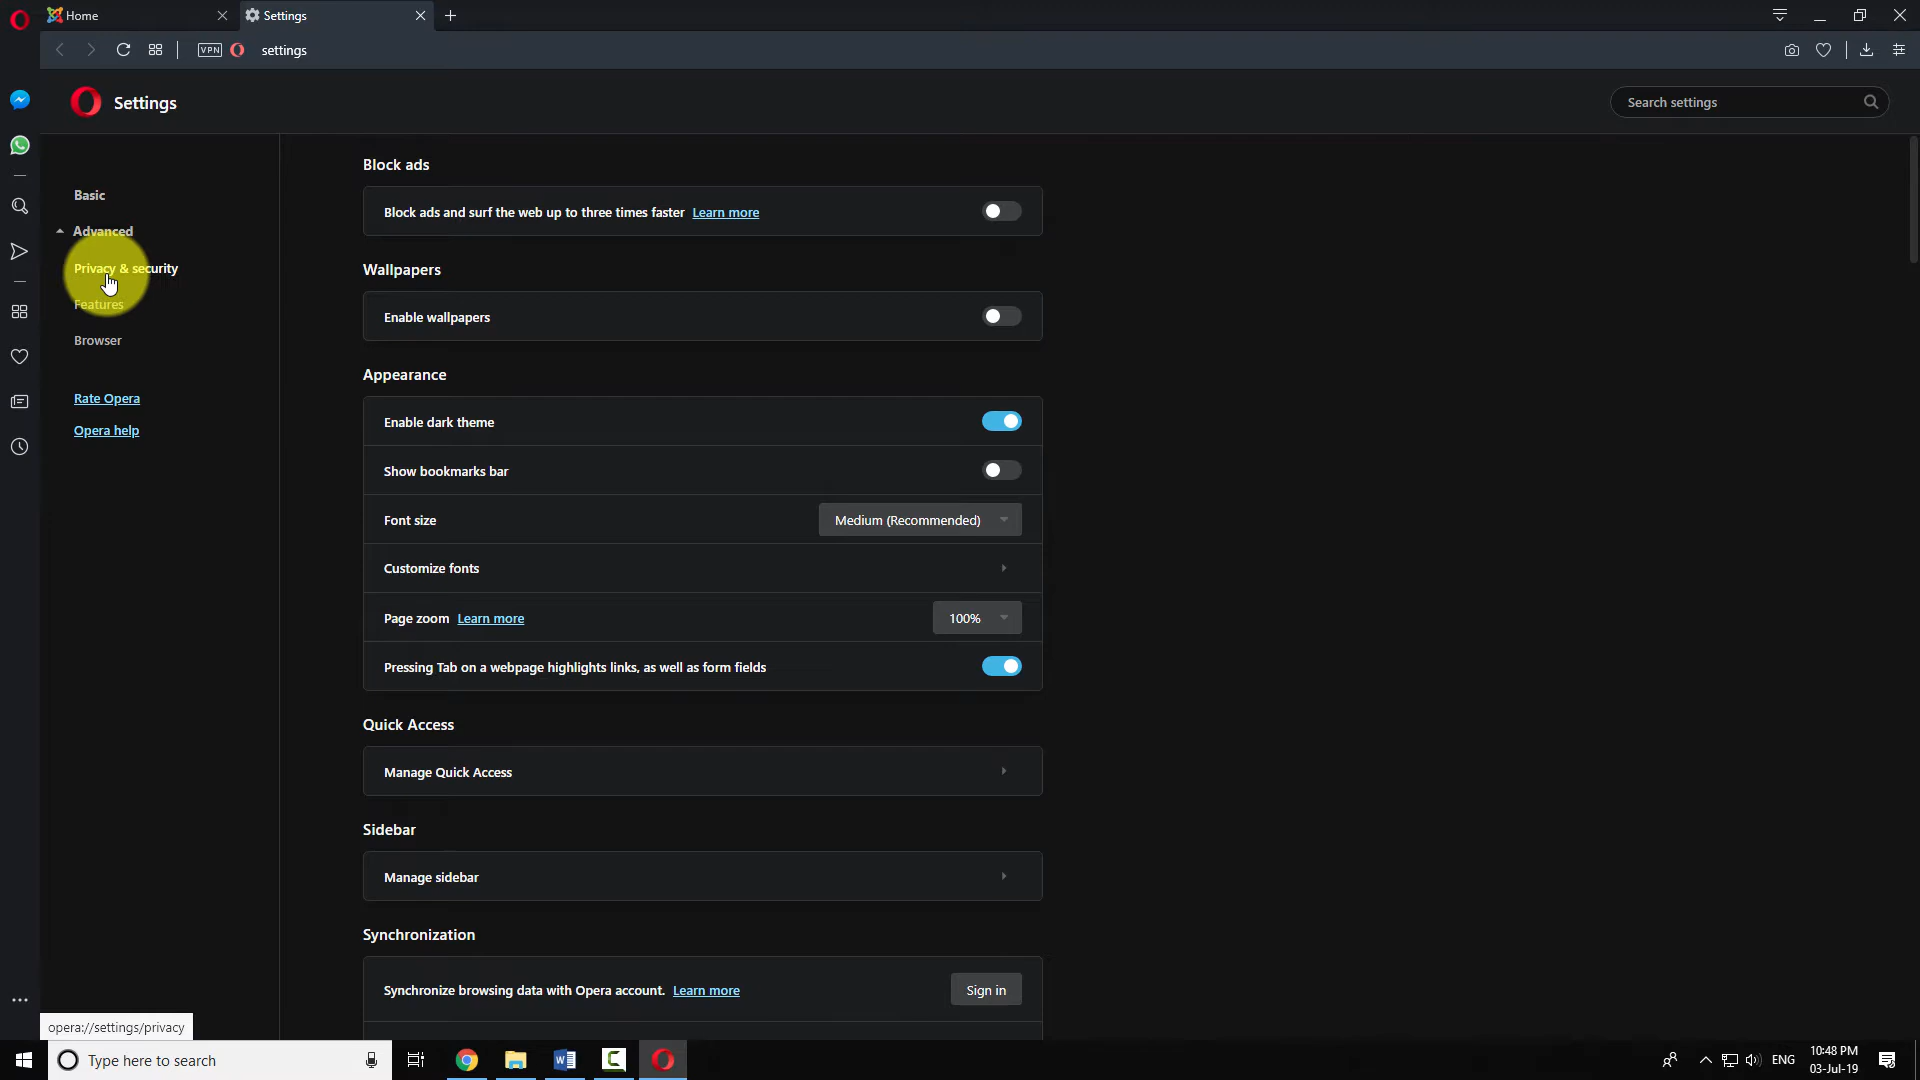 Home
Settings
VPN
settings
Settings
Search settings
Basic
Advanced
Privacy & security
Features
Browser
Rate Opera
Opera help
Block ads
Block ads and surf the web up to three times faster Learn more
Wallpapers
Enable wallpapers
Appearance
Enable dark theme
Show bookmarks bar
Font size
Medium (Recommended)
Customize fonts
Page zoom Learn more
100%
Pressing Tab on a webpage highlights links, as well as form fields
Quick Access
Manage Quick Access
Sidebar
Manage sidebar
Synchronization
Synchronize browsing data with Opera account. Learn more
Sign in
opera://settings/privacy
Type here to search
ENG
10:48 PM
03-Jul-19